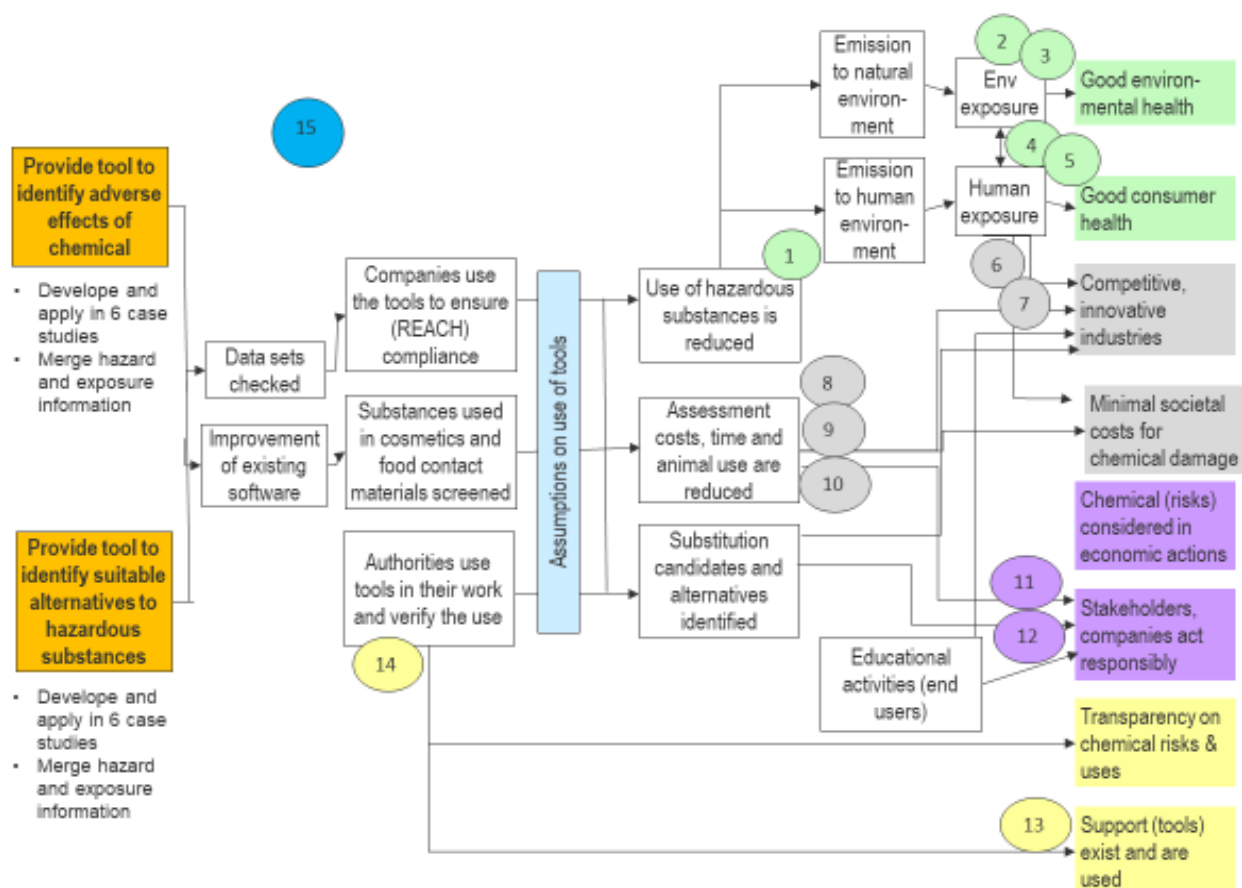 Provide tool to
identify adverse
effects of
chemical
• Develope and
apply in 6 case
studies
• Merge hazard
and exposure
information
Provide tool to
identify suitable
alternatives to
hazardous
substances
• Develope and
apply in 6 case
studies
• Merge hazard
and exposure
information
15
Data sets
checked
Improvement
of existing
software
Companies use
the tools to ensure
(REACH)
compliance
Substances used
in cosmetics and
food contact
materials screened
Authorities use
tools in their work
and verify the use
14
Assumptions on use of tools
1
Use of hazardous
substances is
reduced
8
9
10
Assessment
costs, time and
animal use are
reduced
Substitution
candidates and
alternatives
identified
Emission
to natural
environ-
ment
Emission
to human
environ-
ment
Educational
activities (end
users)
2
3
Env
exposure
4
5
Human
exposure
6
7
11
12
13
Good environ-
mental health
Good consumer
health
Competitive,
innovative
industries
Minimal societal
costs for
chemical damage
Chemical (risks)
considered in
economic actions
Stakeholders,
companies act
responsibly
Transparency on
chemical risks &
uses
Support (tools)
exist and are
used